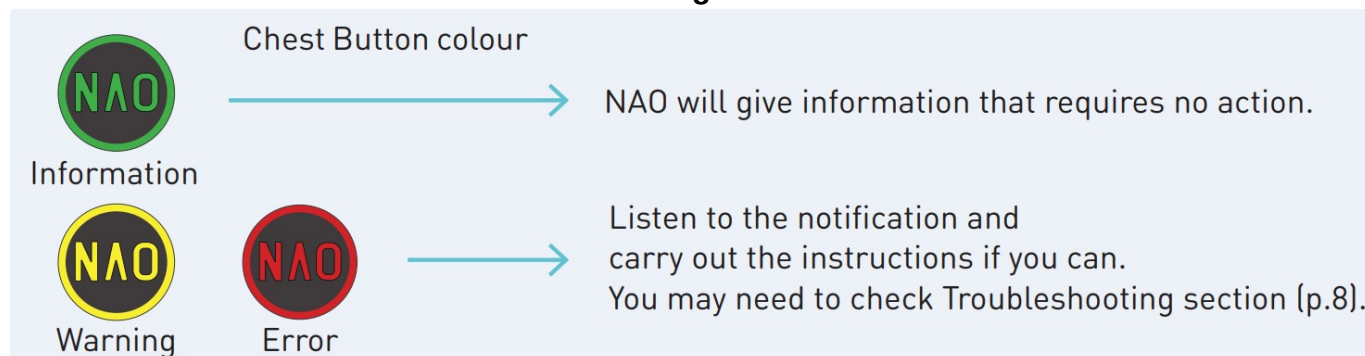 Chest Button colour
NAO
NAO will give information that requires no action.
Information
NAO
NAO
Listen to the notification and
carry out the instructions if you can.
You may need to check Troubleshooting section (p.8).
Warning
Error